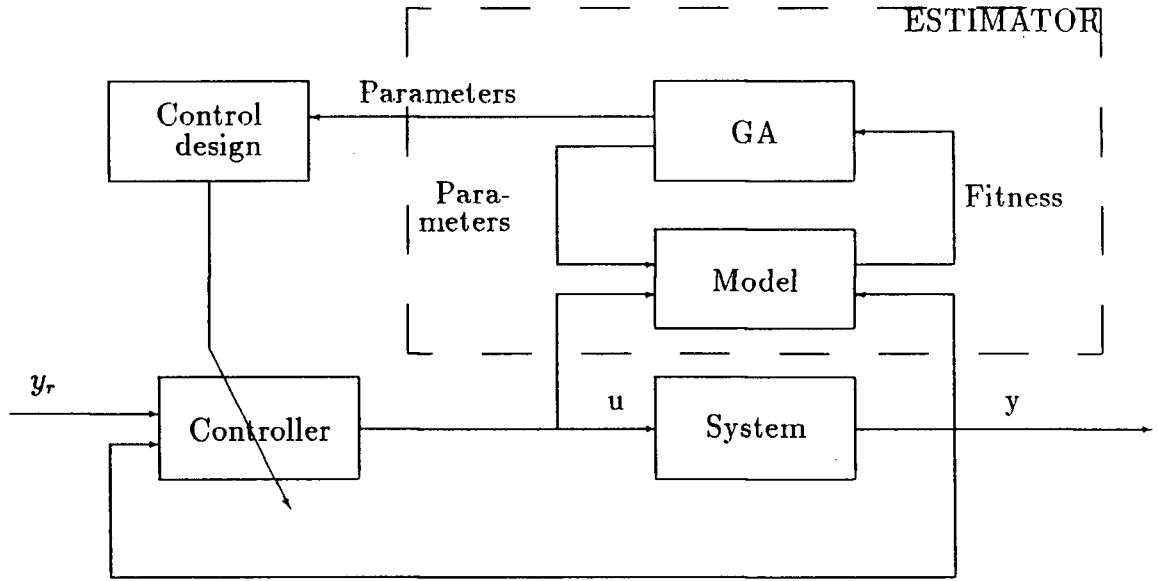 ESTIMATOR
Parameters
Control
design
GA
Para-
meters
Fitness
Model
y_r
u
y
Controller
System